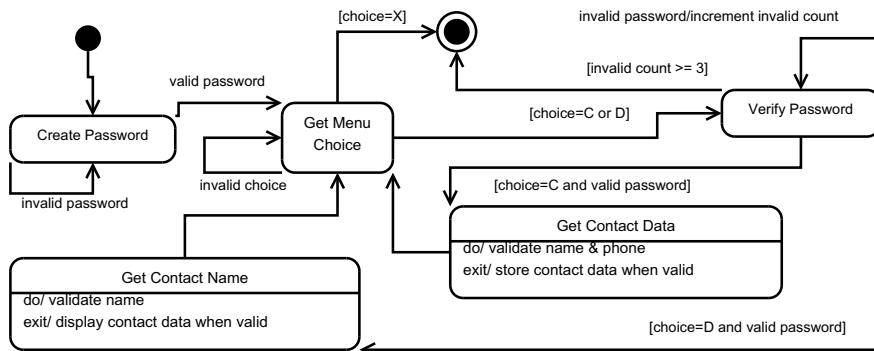 [choice=X]
invalid password/increment invalid count
valid password
[invalid count >= 3]
Create Password
Get Menu
Choice
[choice=C or D]
Verify Password
invalid password
invalid choice
[choice=C and valid password]
Get Contact Data
do/ validate name & phone
exit/ store contact data when valid
Get Contact Name
do/ validate name
exit/ display contact data when valid
[choice=D and valid password]